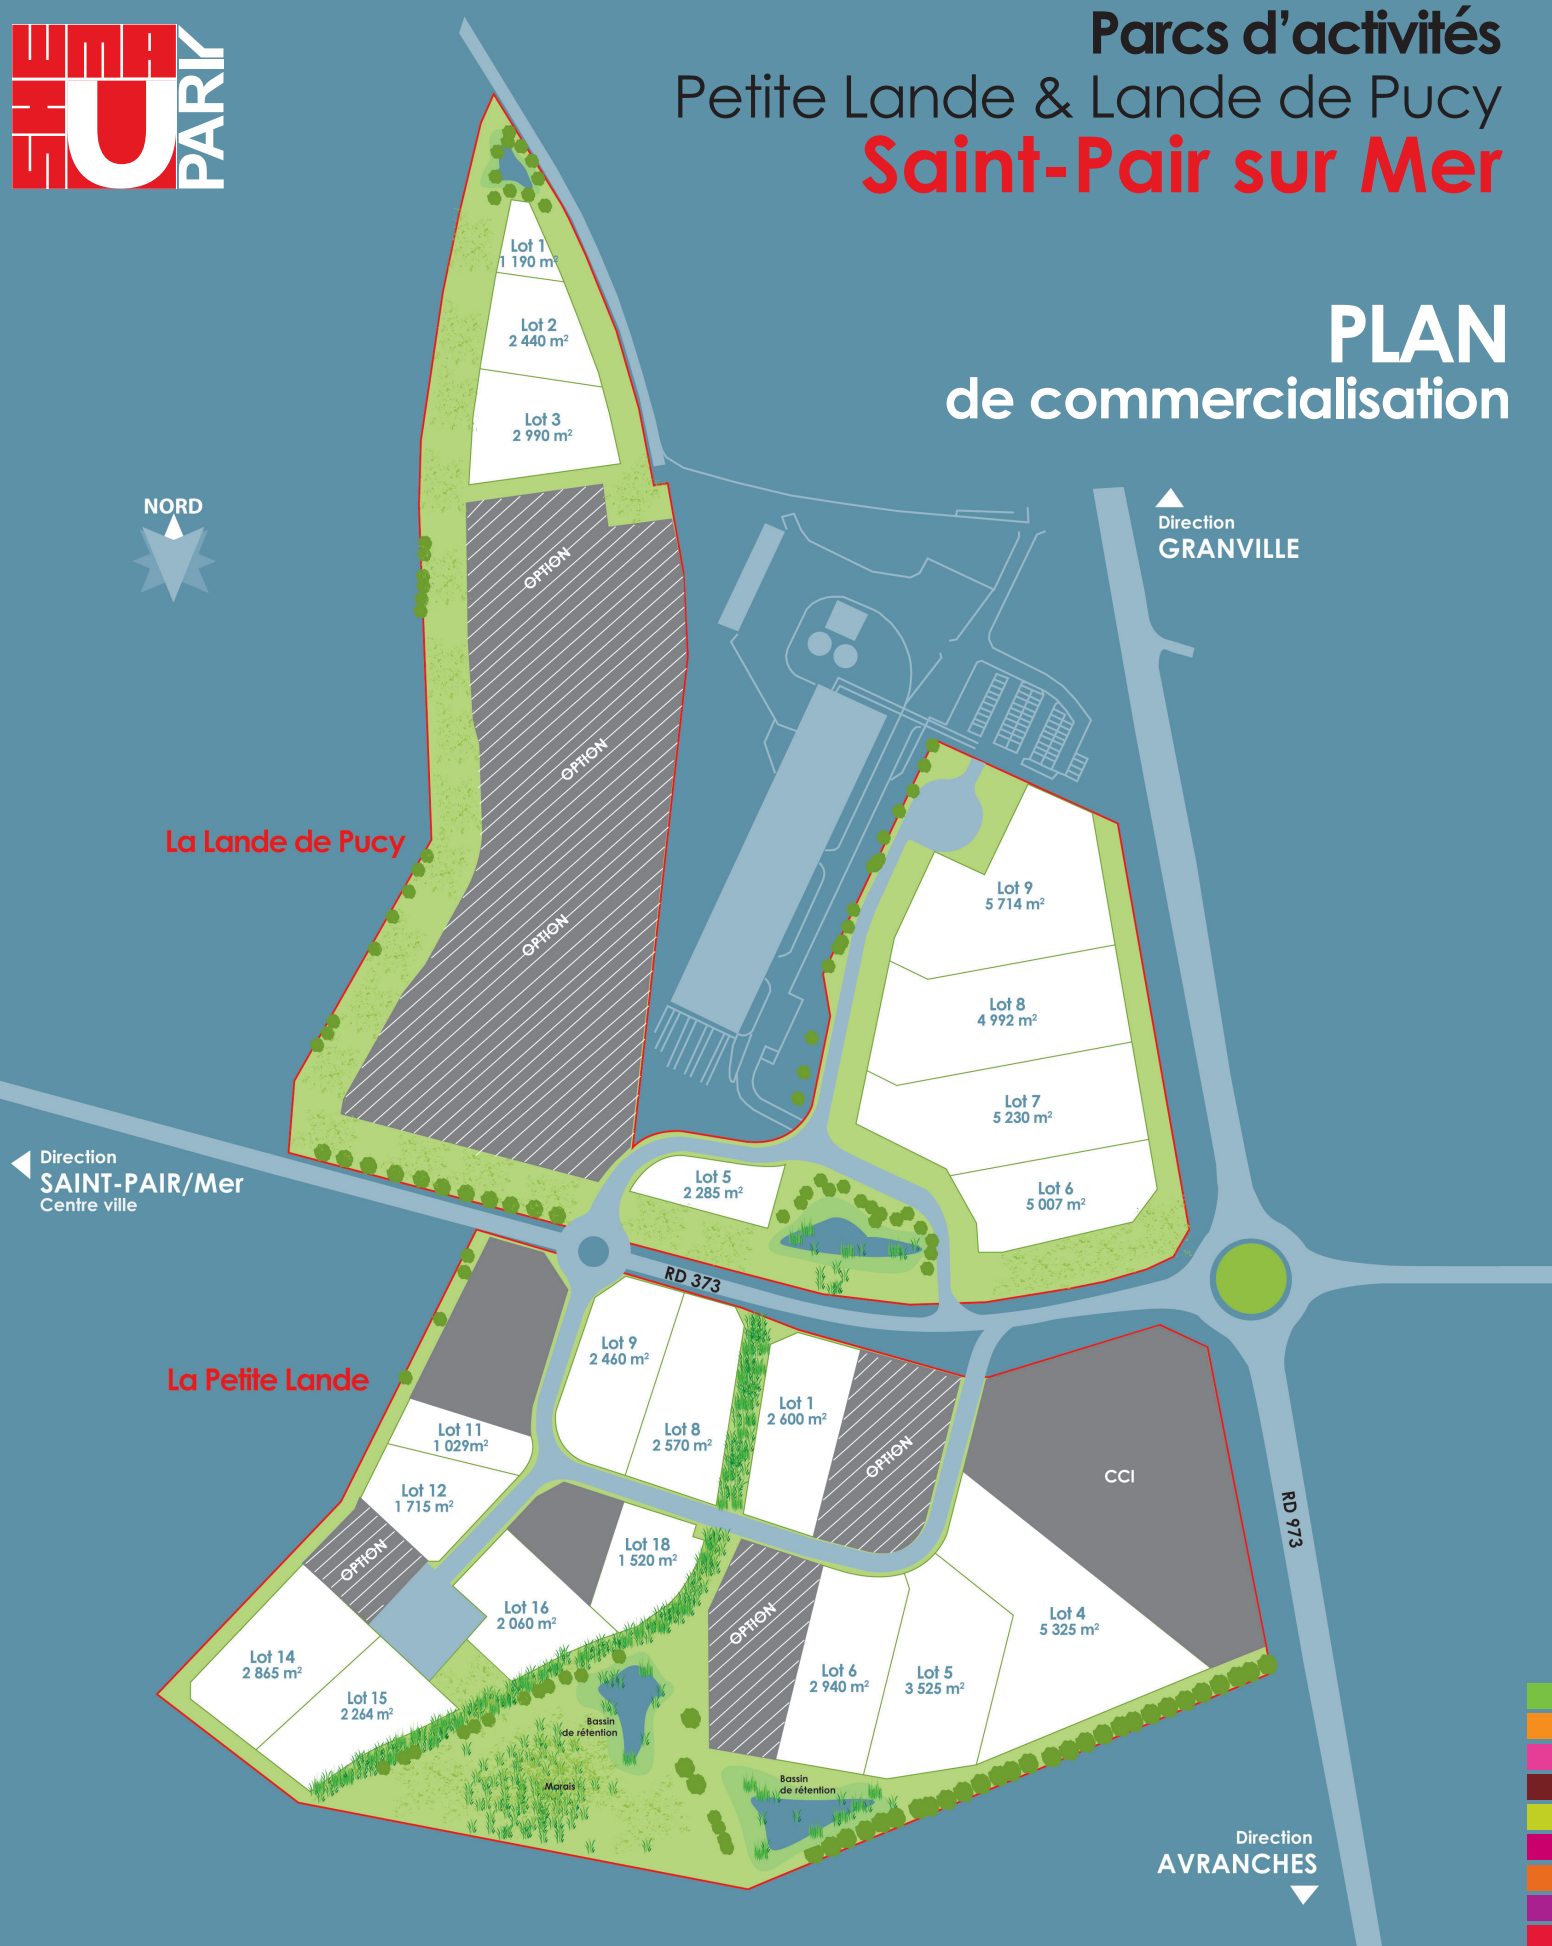 SHEMA
U
PARIY
Parcs d’activités
Petite Lande & Lande de Pucy
Saint-Pair sur Mer
PLAN
de commercialisation
Lot 1
1 190 m²
Lot 2
2 440 m²
Lot 3
2 990 m²
NORD
Direction
GRANVILLE
OPTION
OPTION
OPTION
La Lande de Pucy
Lot 9
5 714 m²
Lot 8
4 992 m²
Lot 7
5 230 m²
Lot 6
5 007 m²
Lot 5
2 285 m²
Direction
SAINT-PAIR/Mer
Centre ville
RD 373
La Petite Lande
Lot 9
2 460 m²
Lot 8
2 570 m²
Lot 1
2 600 m²
OPTION
CCI
RD 973
Lot 11
1 029m²
Lot 12
1 715 m²
OPTION
Lot 18
1 520 m²
Lot 16
2 060 m²
Lot 14
2 865 m²
Lot 15
2 264 m²
OPTION
Lot 6
2 940 m²
Lot 5
3 525 m²
Lot 4
5 325 m²
Bassin
de rétention
Marais
Bassin
de rétention
Direction
AVRANCHES